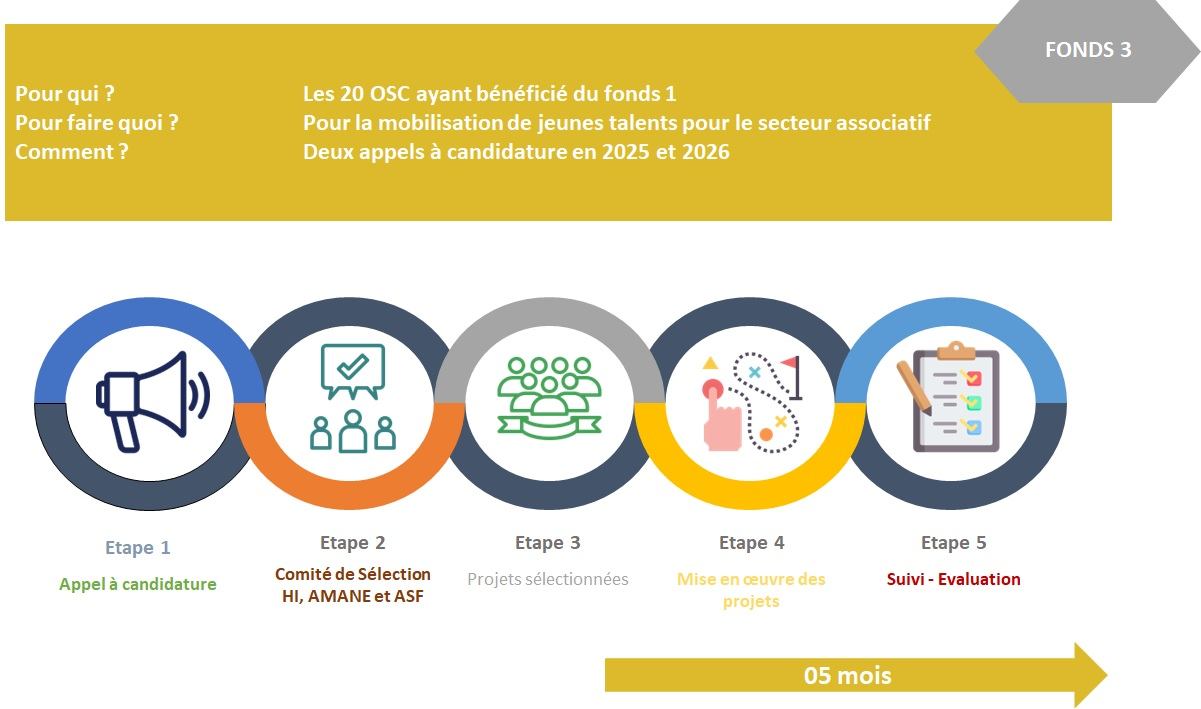 FONDS 3
Pour qui ? Les 20 OSC ayant bénéficié du fonds 1
Pour faire quoi ? Pour la mobilisation de jeunes talents pour le secteur associatif
Comment ? Deux appels à candidature en 2025 et 2026
Etape 1
Appel à candidature
Etape 2
Comité de Sélection
HI, AMANE et ASF
Etape 3
Projets sélectionnées
Etape 4
Mise en œuvre des
projets
Etape 5
Suivi - Evaluation
05 mois